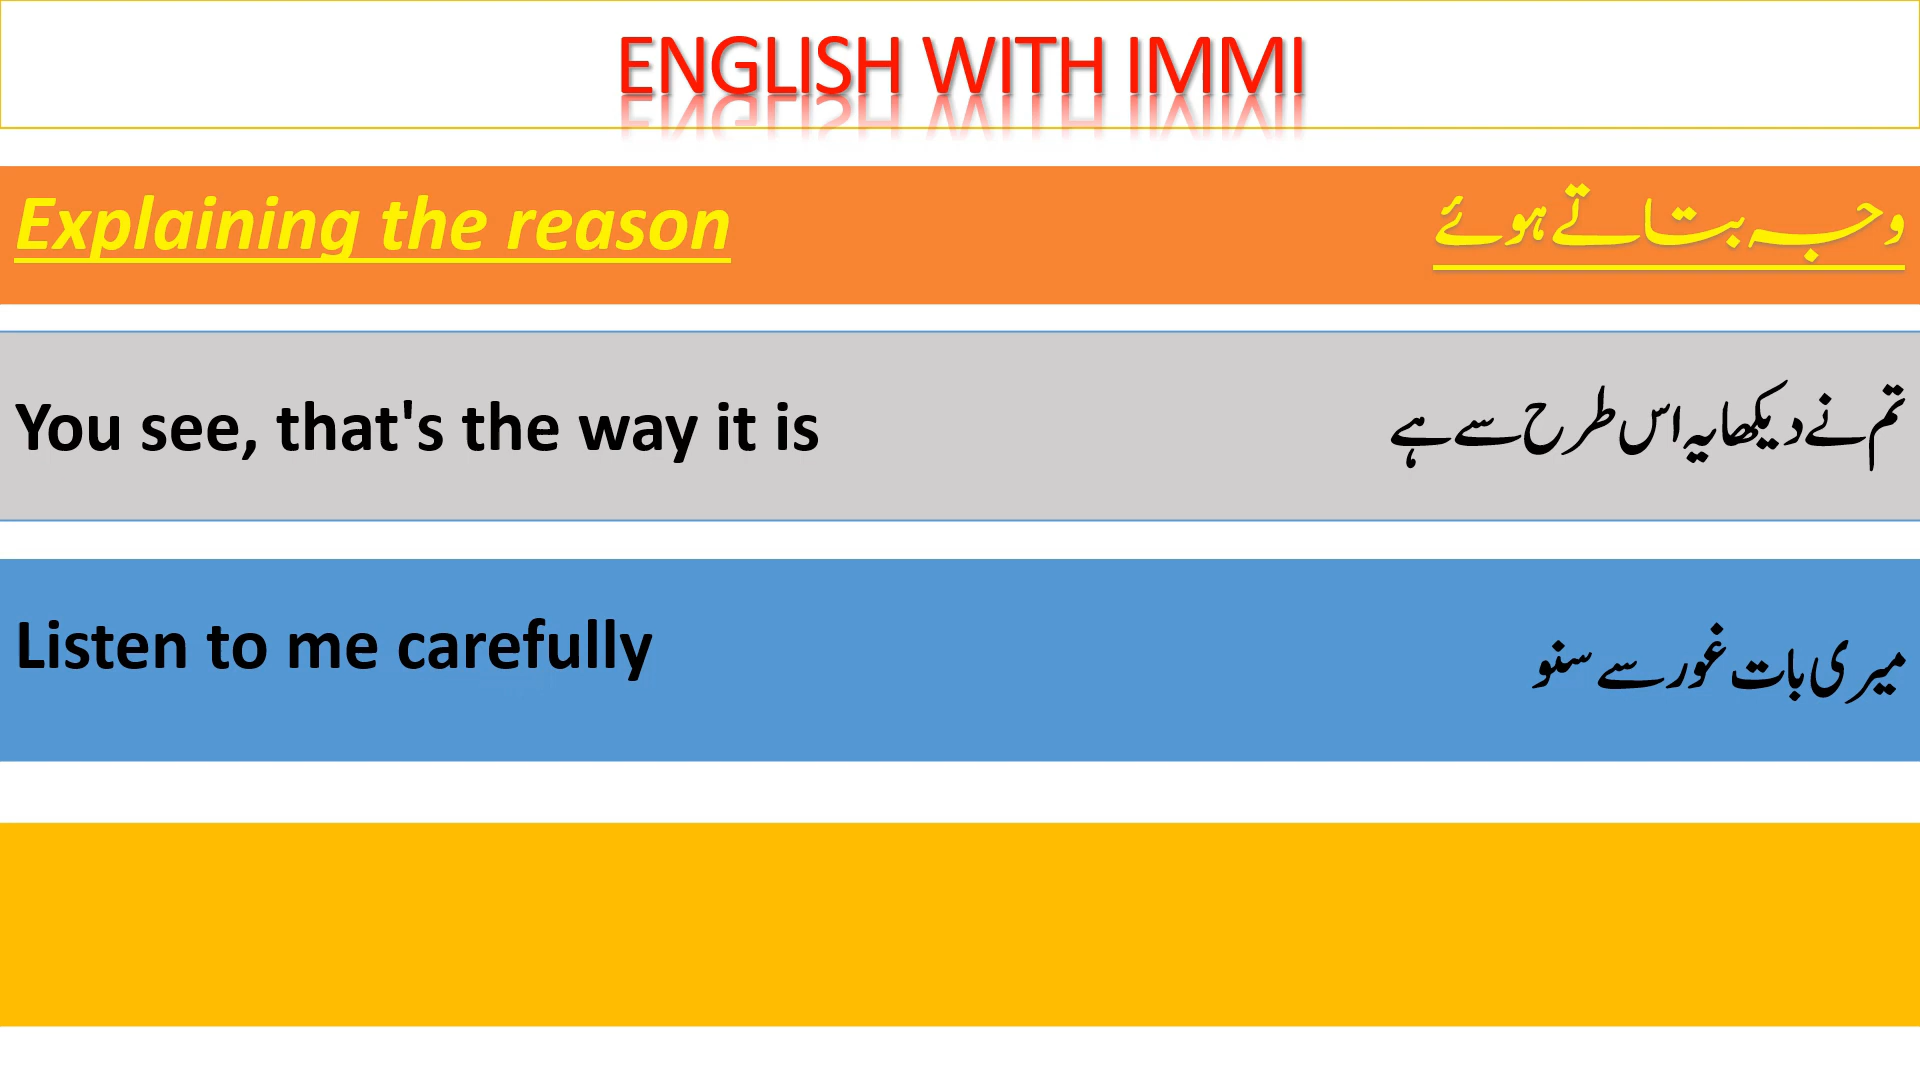 ENGLISH WITH IMMI
Explaining the reason وجہ بتاتے ہوئے
You see, that's the way it is تم نے دیکھا یہ اس طرح سے ہے
Listen to me carefully میری بات غور سے سنو